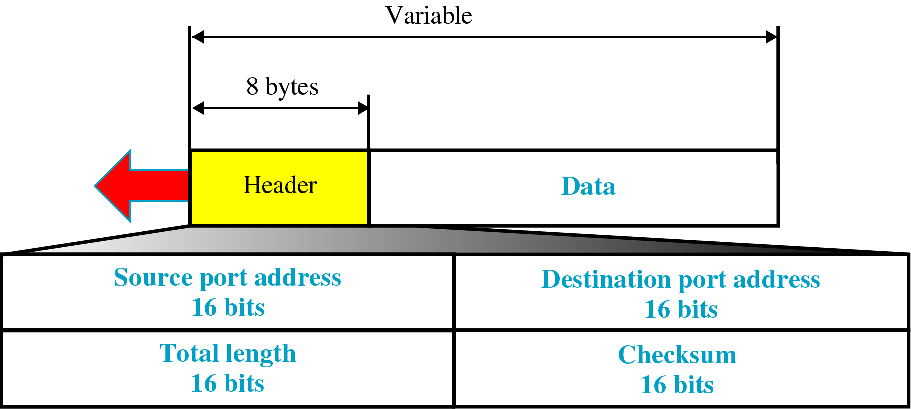 Variable
8 bytes
Header
Data
Source port address
16 bits
Destination port address
16 bits
Total length
16 bits
Checksum
16 bits